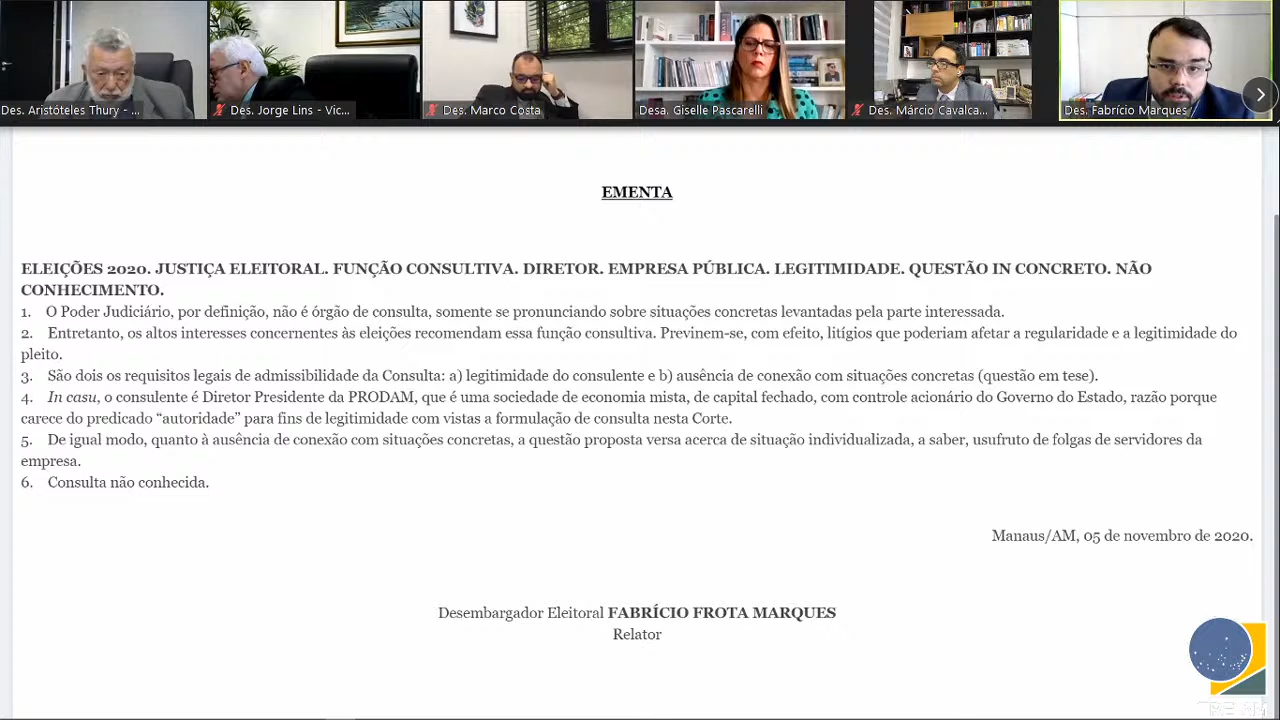 Des. Aristóteles Thury - ...
Des. Jorge Lins - Vic...
Des. Marco Costa
Desa. Giselle Pascarelli
Des. Márcio Cavalca...
Des. Fabrício Marques
EMENTA
ELEIÇÕES 2020. JUSTIÇA ELEITORAL. FUNÇÃO CONSULTIVA. DIRETOR. EMPRESA PÚBLICA. LEGITIMIDADE. QUESTÃO IN CONCRETO. NÃO
CONHECIMENTO.
1. O Poder Judiciário, por definição, não é órgão de consulta, somente se pronunciando sobre situações concretas levantadas pela parte interessada.
2. Entretanto, os altos interesses concernentes às eleições recomendam essa função consultiva. Previnem-se, com efeito, litígios que poderiam afetar a regularidade e a legitimidade do
pleito.
3. São dois os requisitos legais de admissibilidade da Consulta: a) legitimidade do consulente e b) ausência de conexão com situações concretas (questão em tese).
4. In casu, o consulente é Diretor Presidente da PRODAM, que é uma sociedade de economia mista, de capital fechado, com controle acionário do Governo do Estado, razão porque
carece do predicado “autoridade” para fins de legitimidade com vistas a formulação de consulta nesta Corte.
5. De igual modo, quanto à ausência de conexão com situações concretas, a questão proposta versa acerca de situação individualizada, a saber, usufruto de folgas de servidores da
empresa.
6. Consulta não conhecida.
Manaus/AM, 05 de novembro de 2020.
Desembargador Eleitoral FABRÍCIO FROTA MARQUES
Relator
TRE-AM